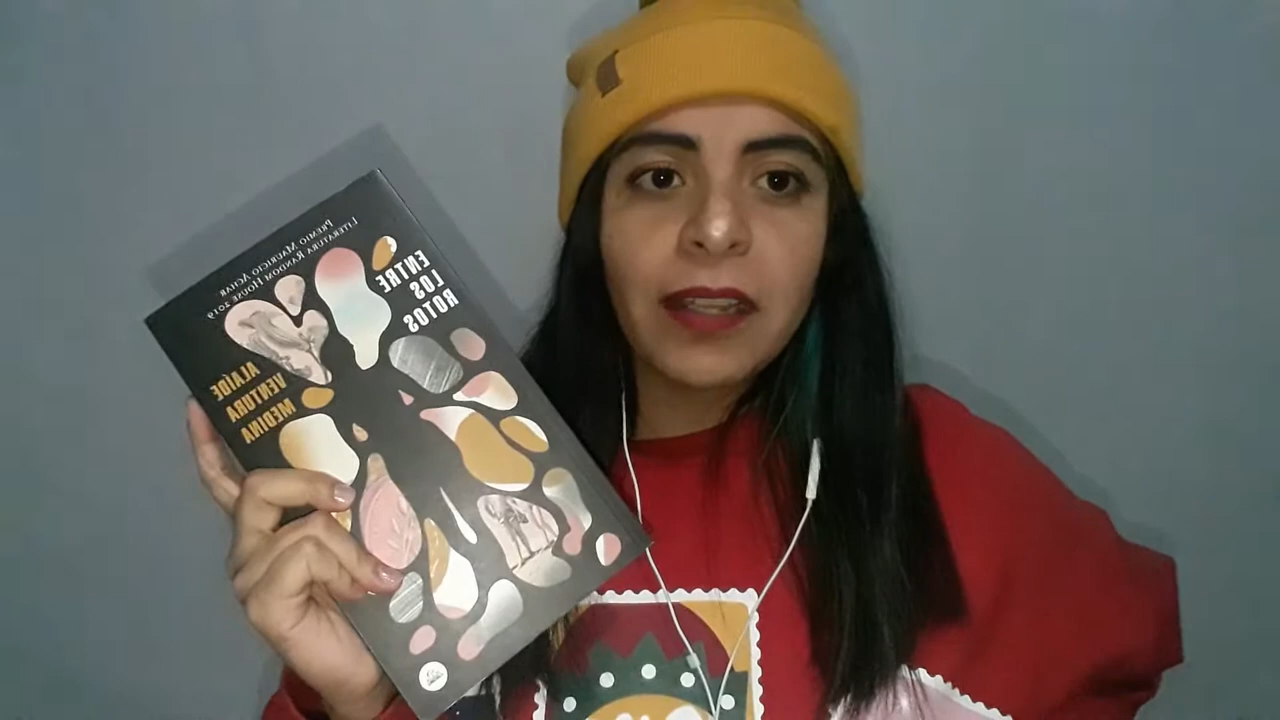 PREMIO MAURICIO ACHAR
LITERATURA RANDOM HOUSE 2019
ENTRE
LOS
ROTOS
ALAÍDE
VENTURA
MEDINA